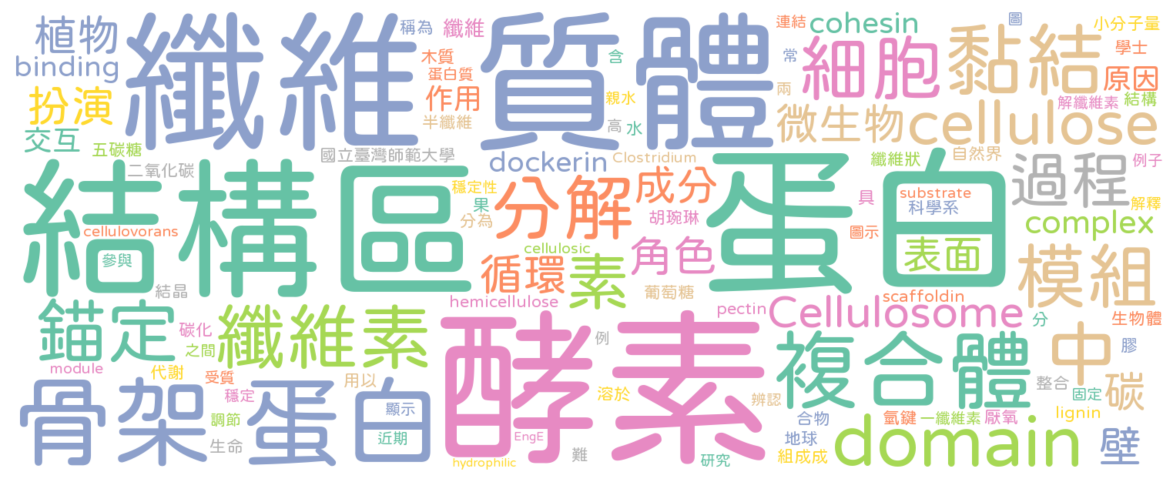 植物
binding
扮演
交互
纖維
稱為
纖維
木質
蛋白質
作用
半纖維
質體
含
親水
高
水
連結
常
兩
cohesin
細胞
微生物
黏結
圖
小分子量
學士
原因
解纖維素
結構
cellulose
五碳糖
二氧化碳
國立臺灣師範大學
dockerin
Clostridium
纖維狀
自然界
例子
過程
解釋
結構區
cellulovorans
參與
結晶
穩定性
果
分為
分解
成分
胡琬琳
cellulosic
循環
素
角色
葡萄糖
蛋白
具
substrate
科學系
圖示
表面
scaffoldin
complex
模組
錨定
碳化
之間
纖維素
hemicellulose
pectin
Cellulosome
分
生物體
module
代謝
受質
穩定
用以
調節
生命
骨架蛋白
顯示
近期
酵素
例
溶於
辨認
EngE
難
hydrophilic
研究
複合體
中
膠
整合
固定
碳
合物
地球
組成成
氫鍵
一纖維素
厭氧
lignin
domain
壁